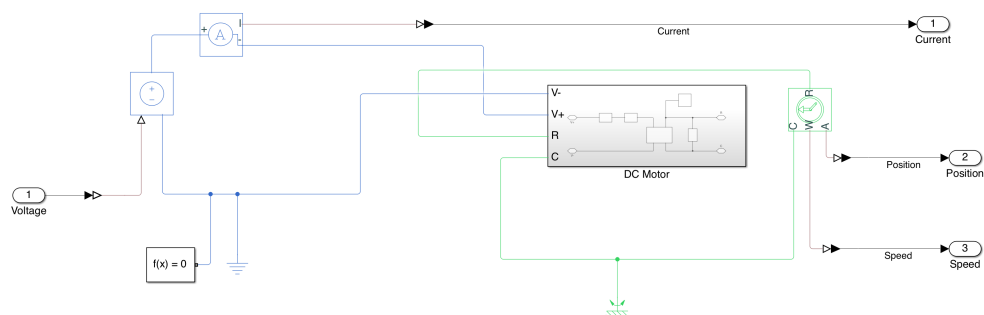 I
+
A
-
Current
1
Current
+
-
V-
V+
R
C
DC Motor
R
C
W
A
Position
2
Position
1
Voltage
f(x) = 0
Speed
3
Speed